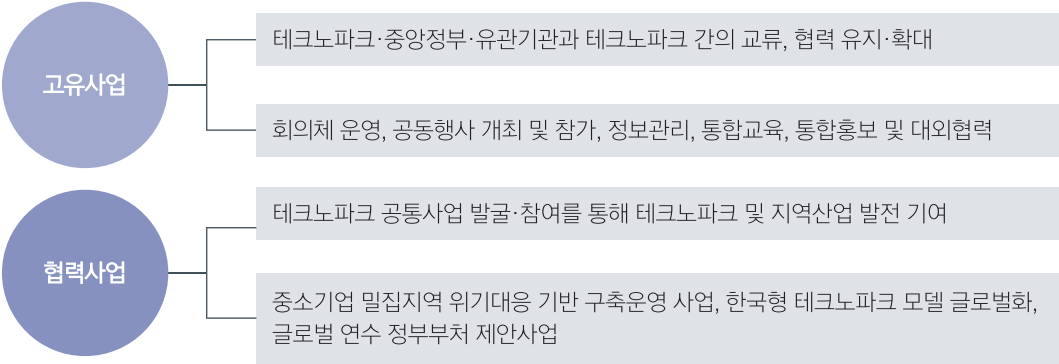 고유사업
테크노파크·중앙정부·유관기관과 테크노파크 간의 교류, 협력 유지·확대
회의체 운영, 공동행사 개최 및 참가, 정보관리, 통합교육, 통합홍보 및 대외협력
협력사업
테크노파크 공통사업 발굴·참여를 통해 테크노파크 및 지역산업 발전 기여
중소기업 밀집지역 위기대응 기반 구축운영 사업, 한국형 테크노파크 모델 글로벌화,
글로벌 연수 정부부처 제안사업